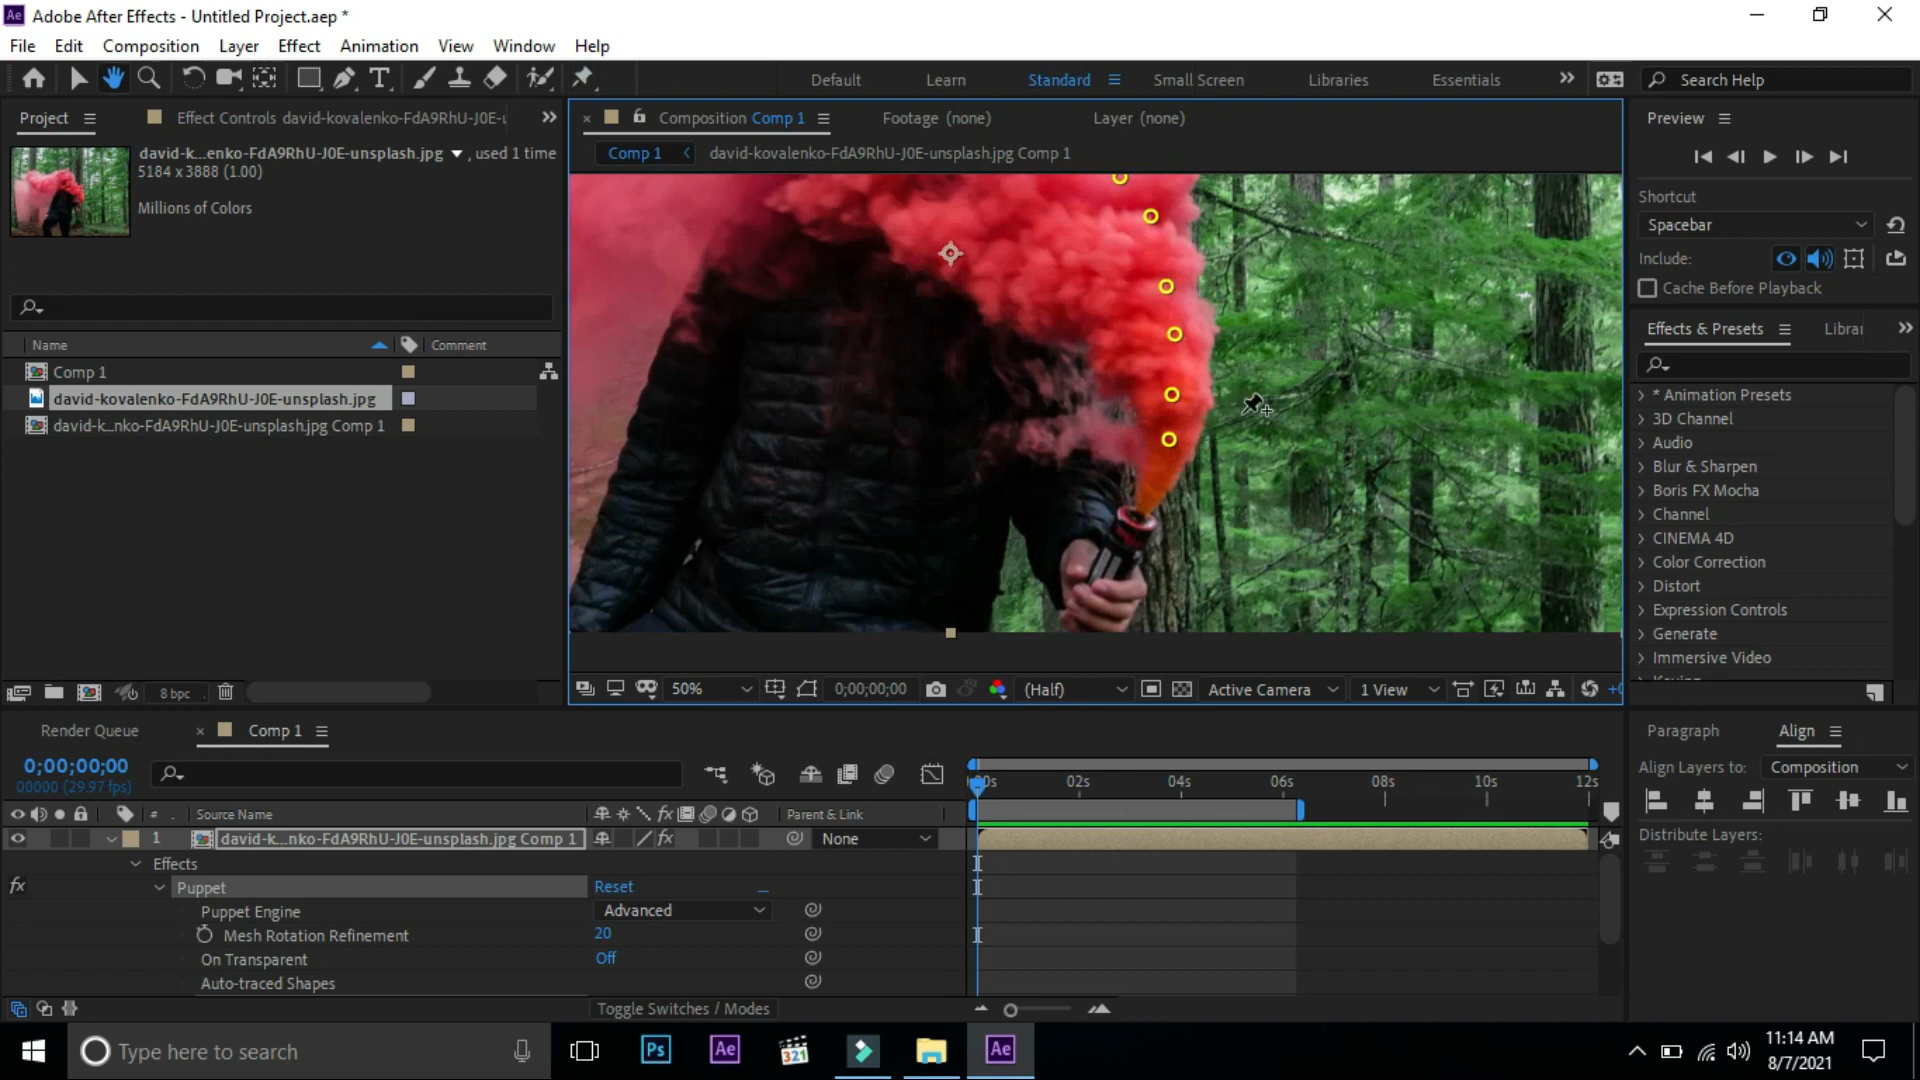 Ae Adobe After Effects - Untitled Project.aep *
File Edit Composition Layer Effect Animation View Window Help
Default Learn Standard Small Screen Libraries Essentials Search Help
Project Effect Controls david-kovalenko-FdA9RhU-J0E-u
david-k...enko-FdA9RhU-J0E-unsplash.jpg , used 1 time
5184 x 3888 (1.00)
Millions of Colors
Name Comment
Comp 1
david-kovalenko-FdA9RhU-J0E-unsplash.jpg
david-k...nko-FdA9RhU-J0E-unsplash.jpg Comp 1
8 bpc
Composition Comp 1 Footage (none) Layer (none)
Comp 1 david-kovalenko-FdA9RhU-J0E-unsplash.jpg Comp 1
50% 0;00;00;00 (Half) Active Camera 1 View +0
Preview
Shortcut
Spacebar
Include:
Cache Before Playback
Effects & Presets Librar
* Animation Presets
3D Channel
Audio
Blur & Sharpen
Boris FX Mocha
Channel
CINEMA 4D
Color Correction
Distort
Expression Controls
Generate
Immersive Video
Render Queue Comp 1
0;00;00;00
00000 (29.97 fps)
00s 02s 04s 06s 08s 10s 12s
# Source Name Parent & Link
1 david-k...nko-FdA9RhU-J0E-unsplash.jpg Comp 1 fx None
Effects
fx Puppet Reset
Puppet Engine Advanced
Mesh Rotation Refinement 20
On Transparent Off
Auto-traced Shapes
Toggle Switches / Modes
Paragraph Align
Align Layers to: Composition
Distribute Layers:
Type here to search
Ps Ae 321 Ae
11:14 AM
8/7/2021